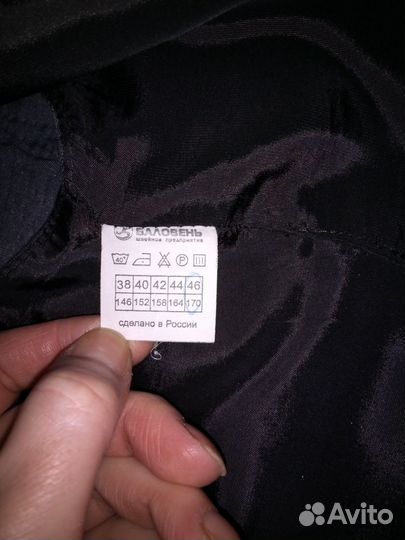 БАЛОВЕНЬ
швейное предприятие
40° P
38 40 42 44 46
146 152 158 164 170
сделано в России
Avito